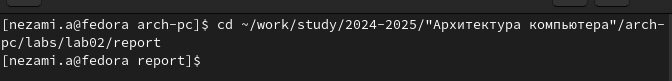 [nezami.a@fedora arch-pc]$ cd ~/work/study/2024-2025/"Архитектура компьютера"/arch-
pc/labs/lab02/report
[nezami.a@fedora report]$